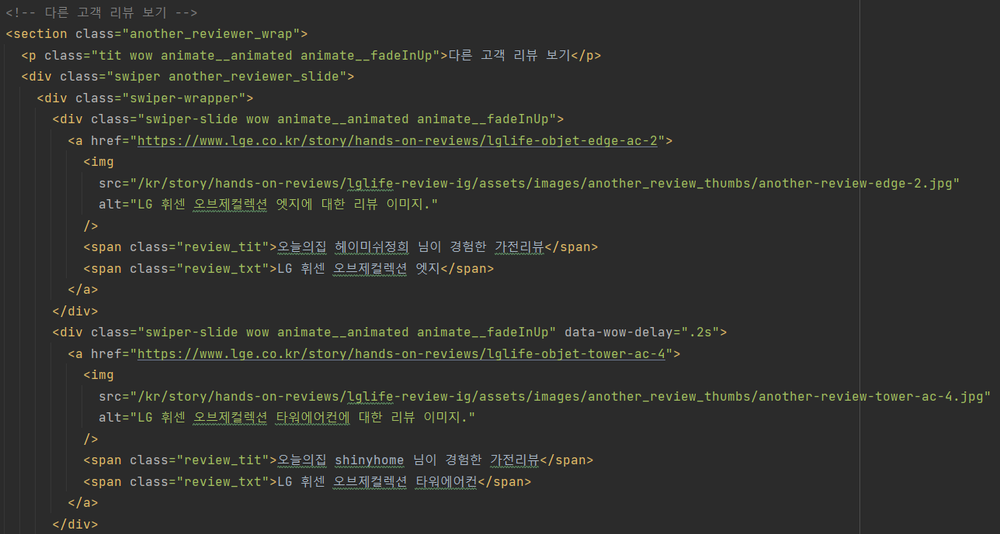 <!-- 다른 고객 리뷰 보기 -->
<section class="another_reviewer_wrap">
<p class="tit wow animate__animated animate__fadeInUp">다른 고객 리뷰 보기</p>
<div class="swiper another_reviewer_slide">
<div class="swiper-wrapper">
<div class="swiper-slide wow animate__animated animate__fadeInUp">
<a href="https://www.lge.co.kr/story/hands-on-reviews/lglife-objet-edge-ac-2">
<img
src="/kr/story/hands-on-reviews/lglife-review-ig/assets/images/another_review_thumbs/another-review-edge-2.jpg"
alt="LG 휘센 오브제컬렉션 엣지에 대한 리뷰 이미지."
/>
<span class="review_tit">오늘의집 헤이미쉬정희 님이 경험한 가전리뷰</span>
<span class="review_txt">LG 휘센 오브제컬렉션 엣지</span>
</a>
</div>
<div class="swiper-slide wow animate__animated animate__fadeInUp" data-wow-delay=".2s">
<a href="https://www.lge.co.kr/story/hands-on-reviews/lglife-objet-tower-ac-4">
<img
src="/kr/story/hands-on-reviews/lglife-review-ig/assets/images/another_review_thumbs/another-review-tower-ac-4.jpg"
alt="LG 휘센 오브제컬렉션 타워에어컨에 대한 리뷰 이미지."
/>
<span class="review_tit">오늘의집 shinyhome 님이 경험한 가전리뷰</span>
<span class="review_txt">LG 휘센 오브제컬렉션 타워에어컨</span>
</a>
</div>